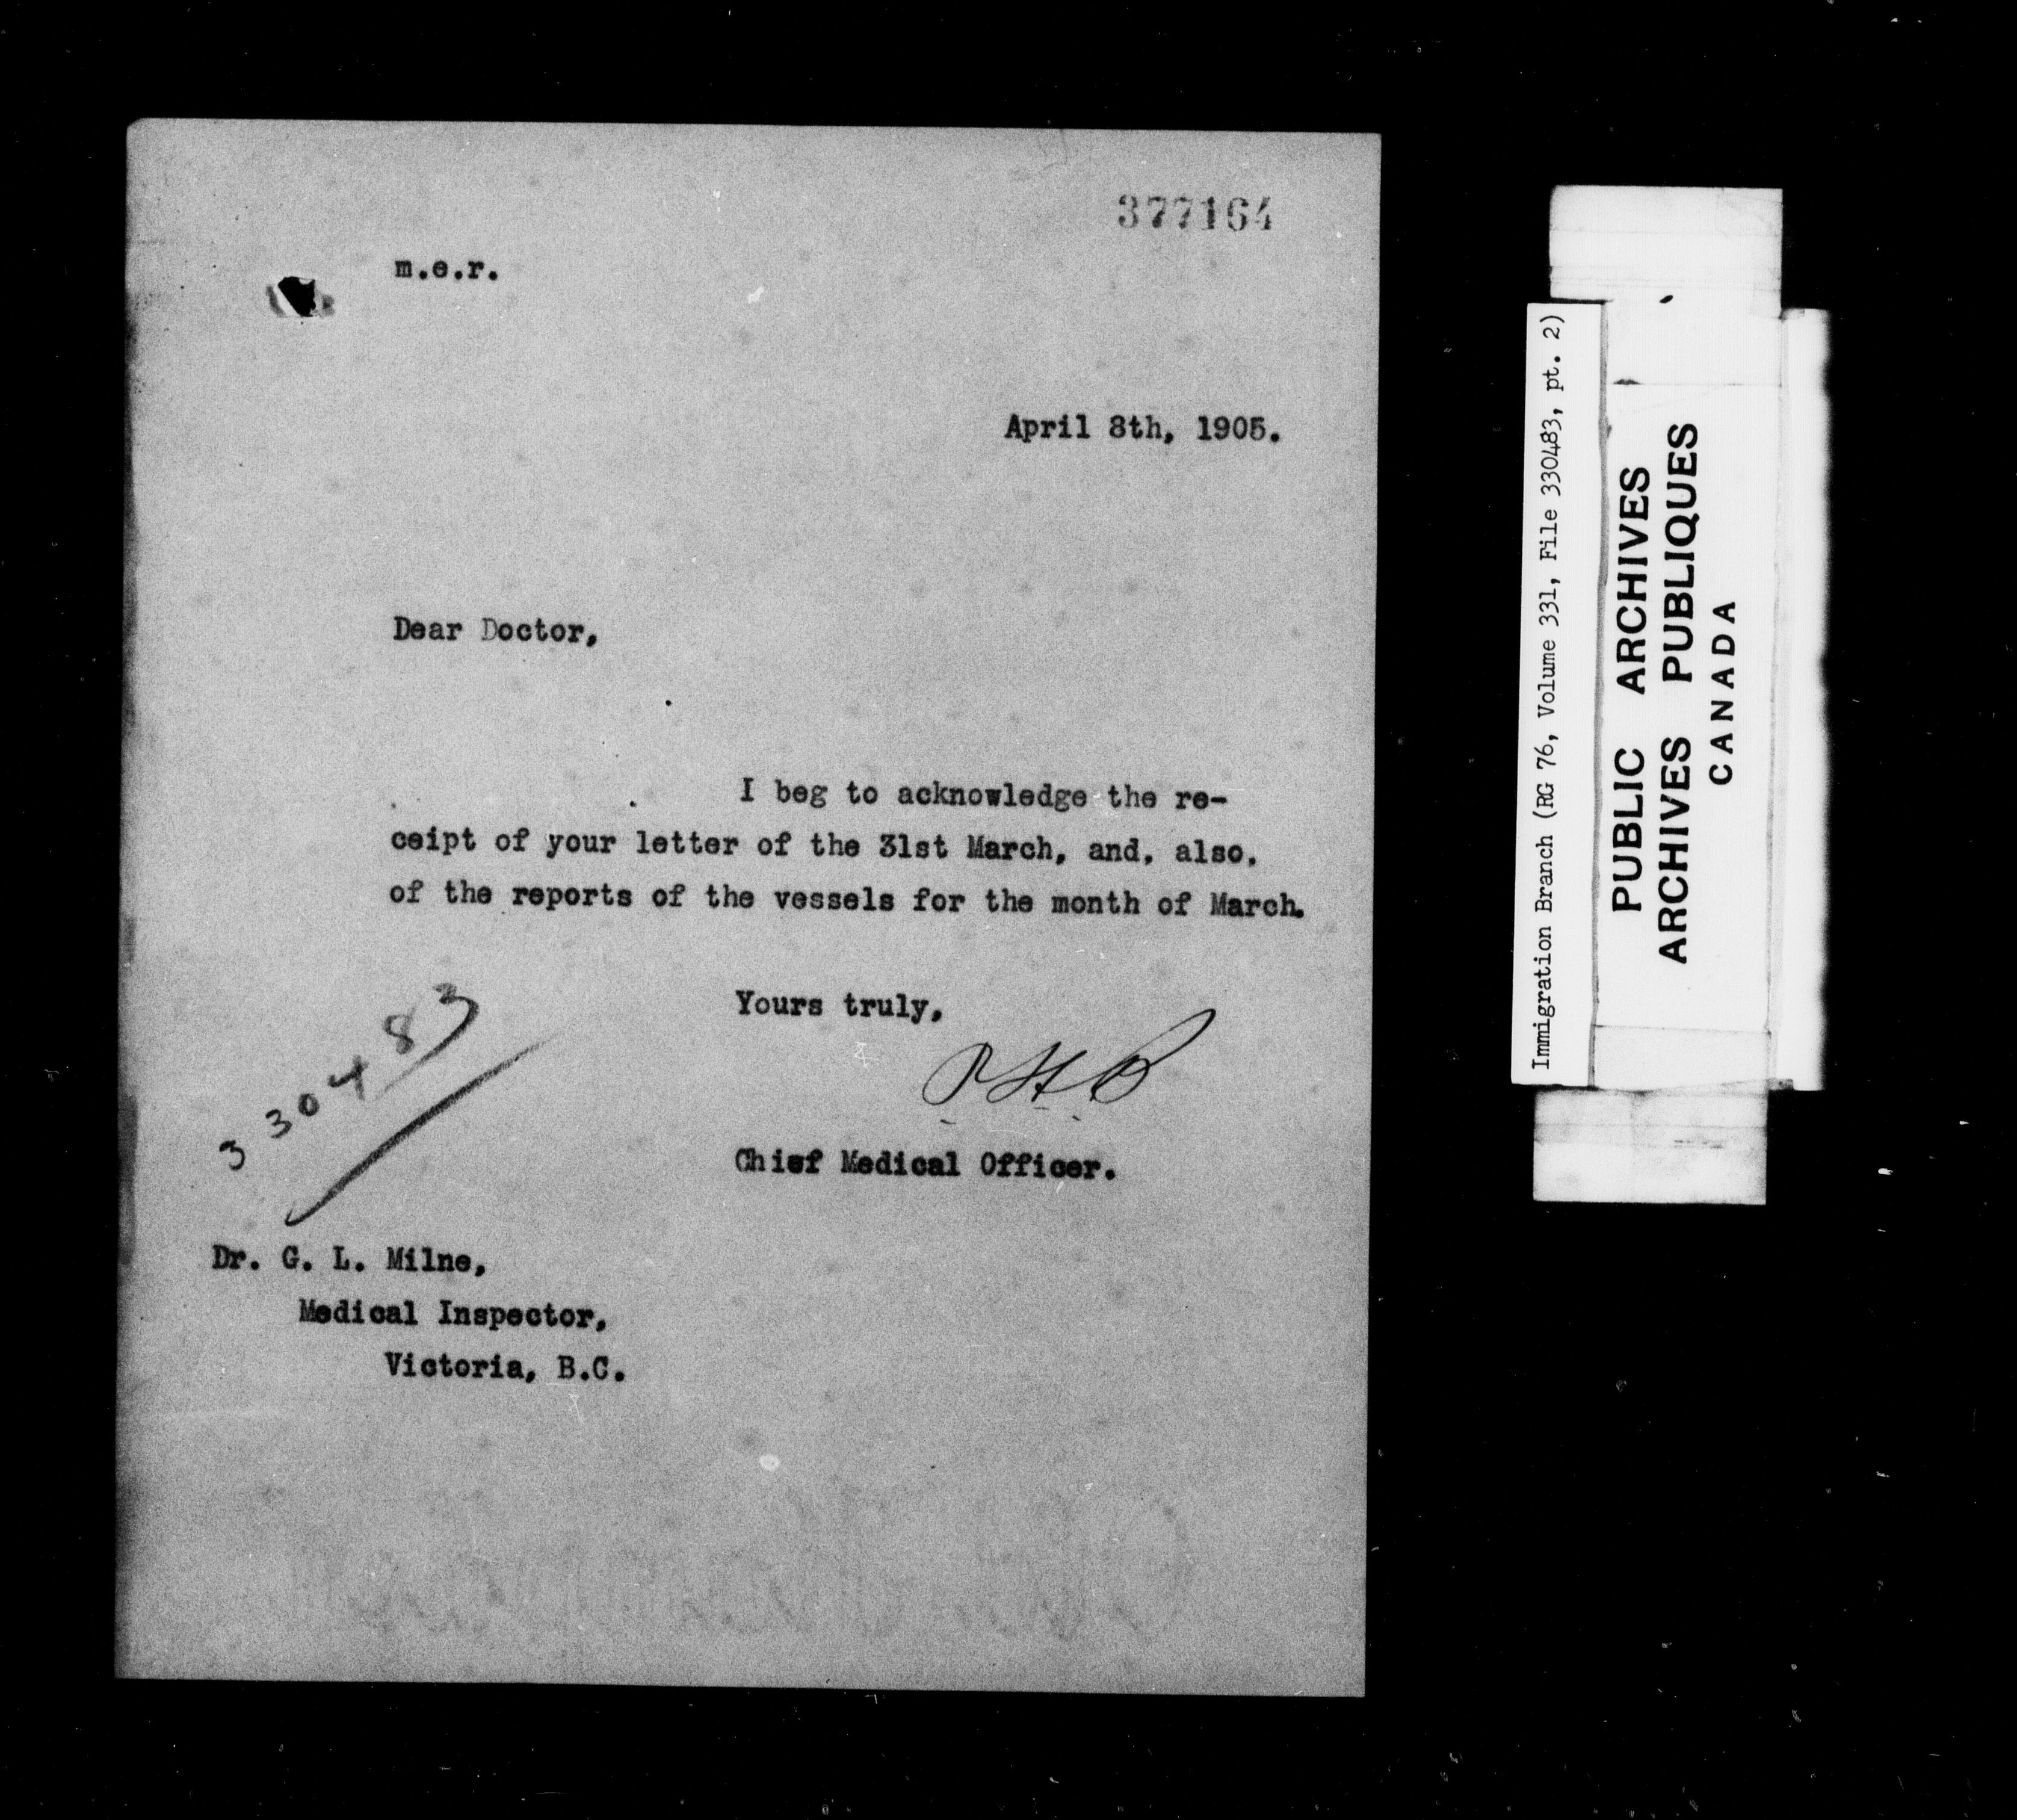 377164
m.e.r.
April 8th, 1905.
Dear Doctor,
I beg to acknowledge the re-
ceipt of your letter of the 31st March, and, also,
of the reports of the vessels for the month of March.
Yours truly,
P.H.B.
Chief Medical Officer.
330483
Dr. G. L. Milne,
Medical Inspector,
Victoria, B.C.
Immigration Branch (RG 76, Volume 331, File 330483, pt. 2)
PUBLIC ARCHIVES
ARCHIVES PUBLIQUES
CANADA